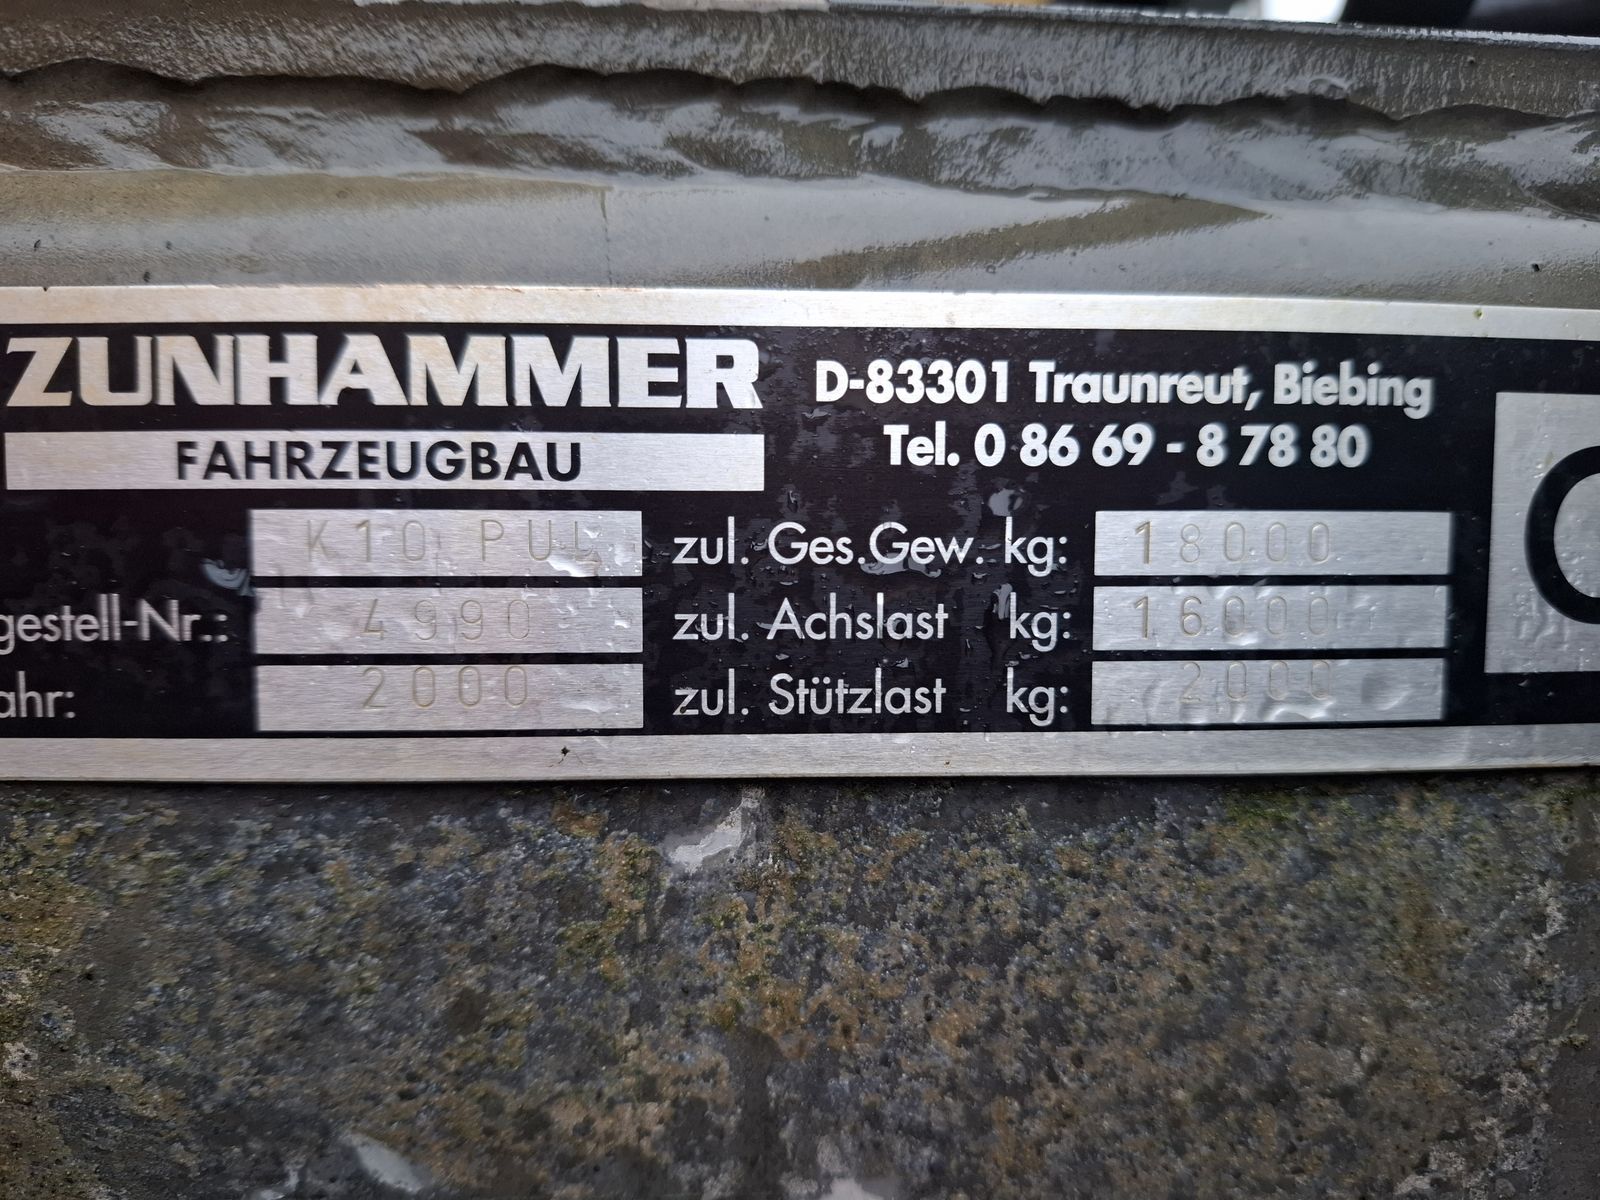 ZUNHAMMER
FAHRZEUGBAU
D-83301 Traunreut, Biebing
Tel. 0 86 69 - 8 78 80
K10 PUL zul. Ges.Gew. kg: 18000
gestell-Nr.: 4990 zul. Achslast kg: 16000
ahr: 2000 zul. Stützlast kg: 2000